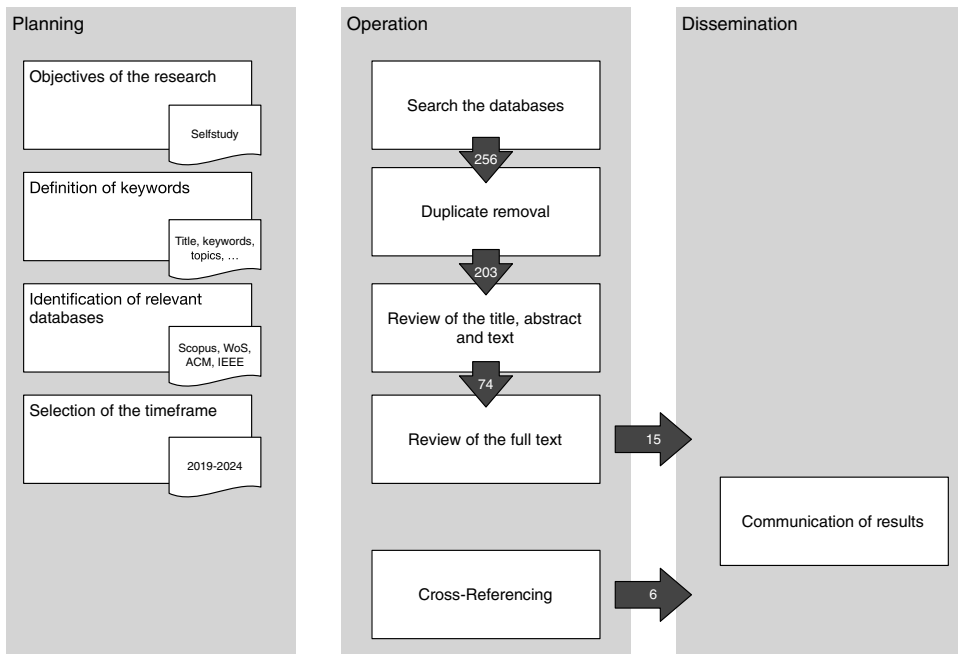 Planning
Objectives of the research
Selfstudy
Definition of keywords
Title, keywords,
topics, …
Identification of relevant
databases
Scopus, WoS,
ACM, IEEE
Selection of the timeframe
2019-2024
Operation
Search the databases
256
Duplicate removal
203
Review of the title, abstract
and text
74
Review of the full text
15
Cross-Referencing
6
Dissemination
Communication of results